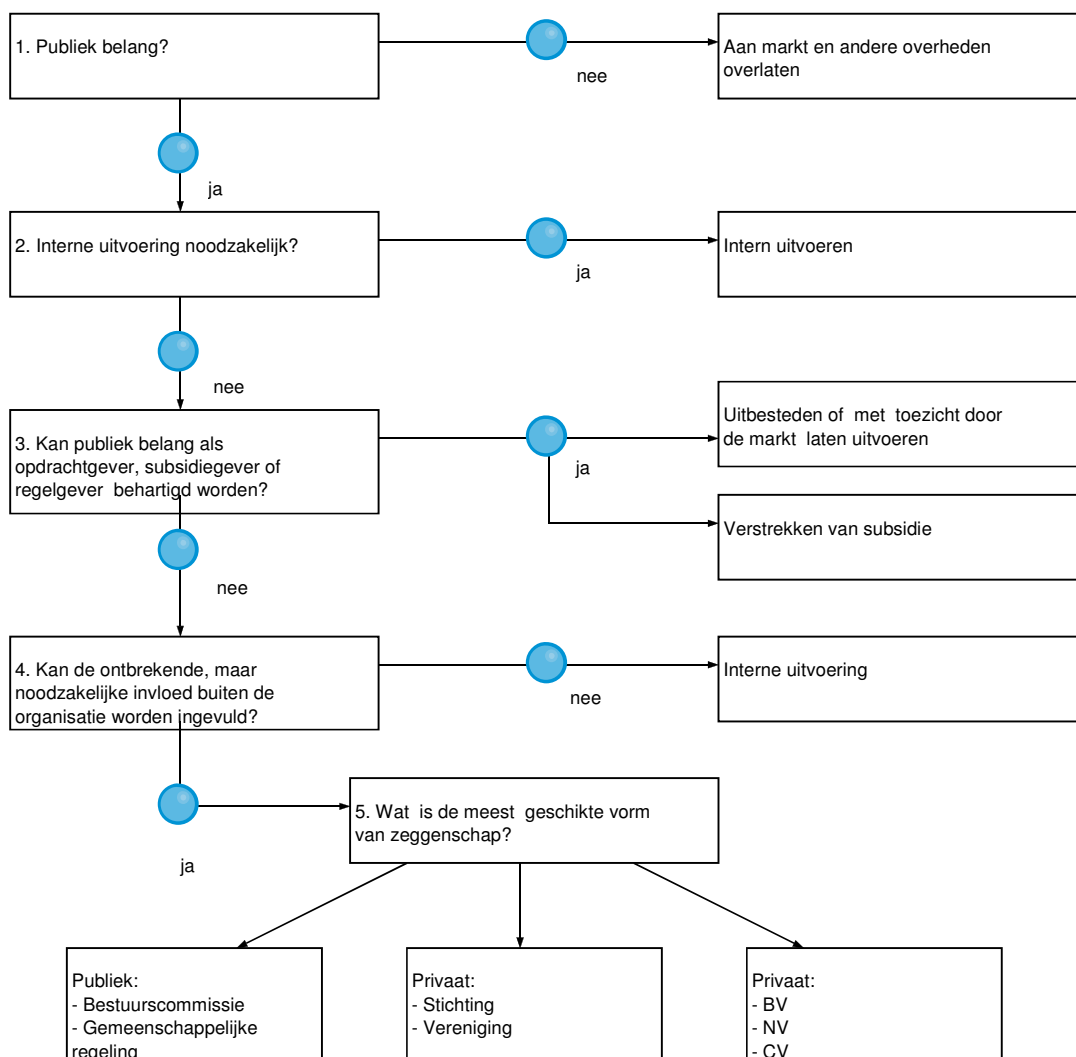 1. Publiek belang?
nee
Aan markt en andere overheden
overlaten
ja
2. Interne uitvoering noodzakelijk?
ja
Intern uitvoeren
nee
3. Kan publiek belang als
opdrachtgever, subsidiegever of
regelgever behartigd worden?
ja
Uitbesteden of met toezicht door
de markt laten uitvoeren
Verstrekken van subsidie
nee
4. Kan de ontbrekende, maar
noodzakelijke invloed buiten de
organisatie worden ingevuld?
nee
Interne uitvoering
ja
5. Wat is de meest geschikte vorm
van zeggenschap?
Publiek:
- Bestuurscommissie
- Gemeenschappelijke
regeling
Privaat:
- Stichting
- Vereniging
Privaat:
- BV
- NV
- CV